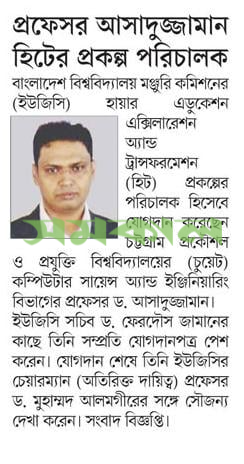 প্রফেসর আসাদুজ্জামান
হিটের প্রকল্প পরিচালক
বাংলাদেশ বিশ্ববিদ্যালয় মঞ্জুরি কমিশনের
(ইউজিসি) হায়ার এডুকেশন
এক্সিলারেশন
অ্যান্ড
ট্রান্সফরমেশন
(হিট) প্রকল্পের
পরিচালক হিসেবে
যোগদান করেছেন
চট্টগ্রাম প্রকৌশল
ও প্রযুক্তি বিশ্ববিদ্যালয়ের (চুয়েট)
কম্পিউটার সায়েন্স অ্যান্ড ইঞ্জিনিয়ারিং
বিভাগের প্রফেসর ড. আসাদুজ্জামান।
ইউজিসি সচিব ড. ফেরদৌস জামানের
কাছে তিনি সম্প্রতি যোগদানপত্র পেশ
করেন। যোগদান শেষে তিনি ইউজিসির
চেয়ারম্যান (অতিরিক্ত দায়িত্ব) প্রফেসর
ড. মুহাম্মদ আলমগীরের সঙ্গে সৌজন্য
দেখা করেন। সংবাদ বিজ্ঞপ্তি।
সমকাল